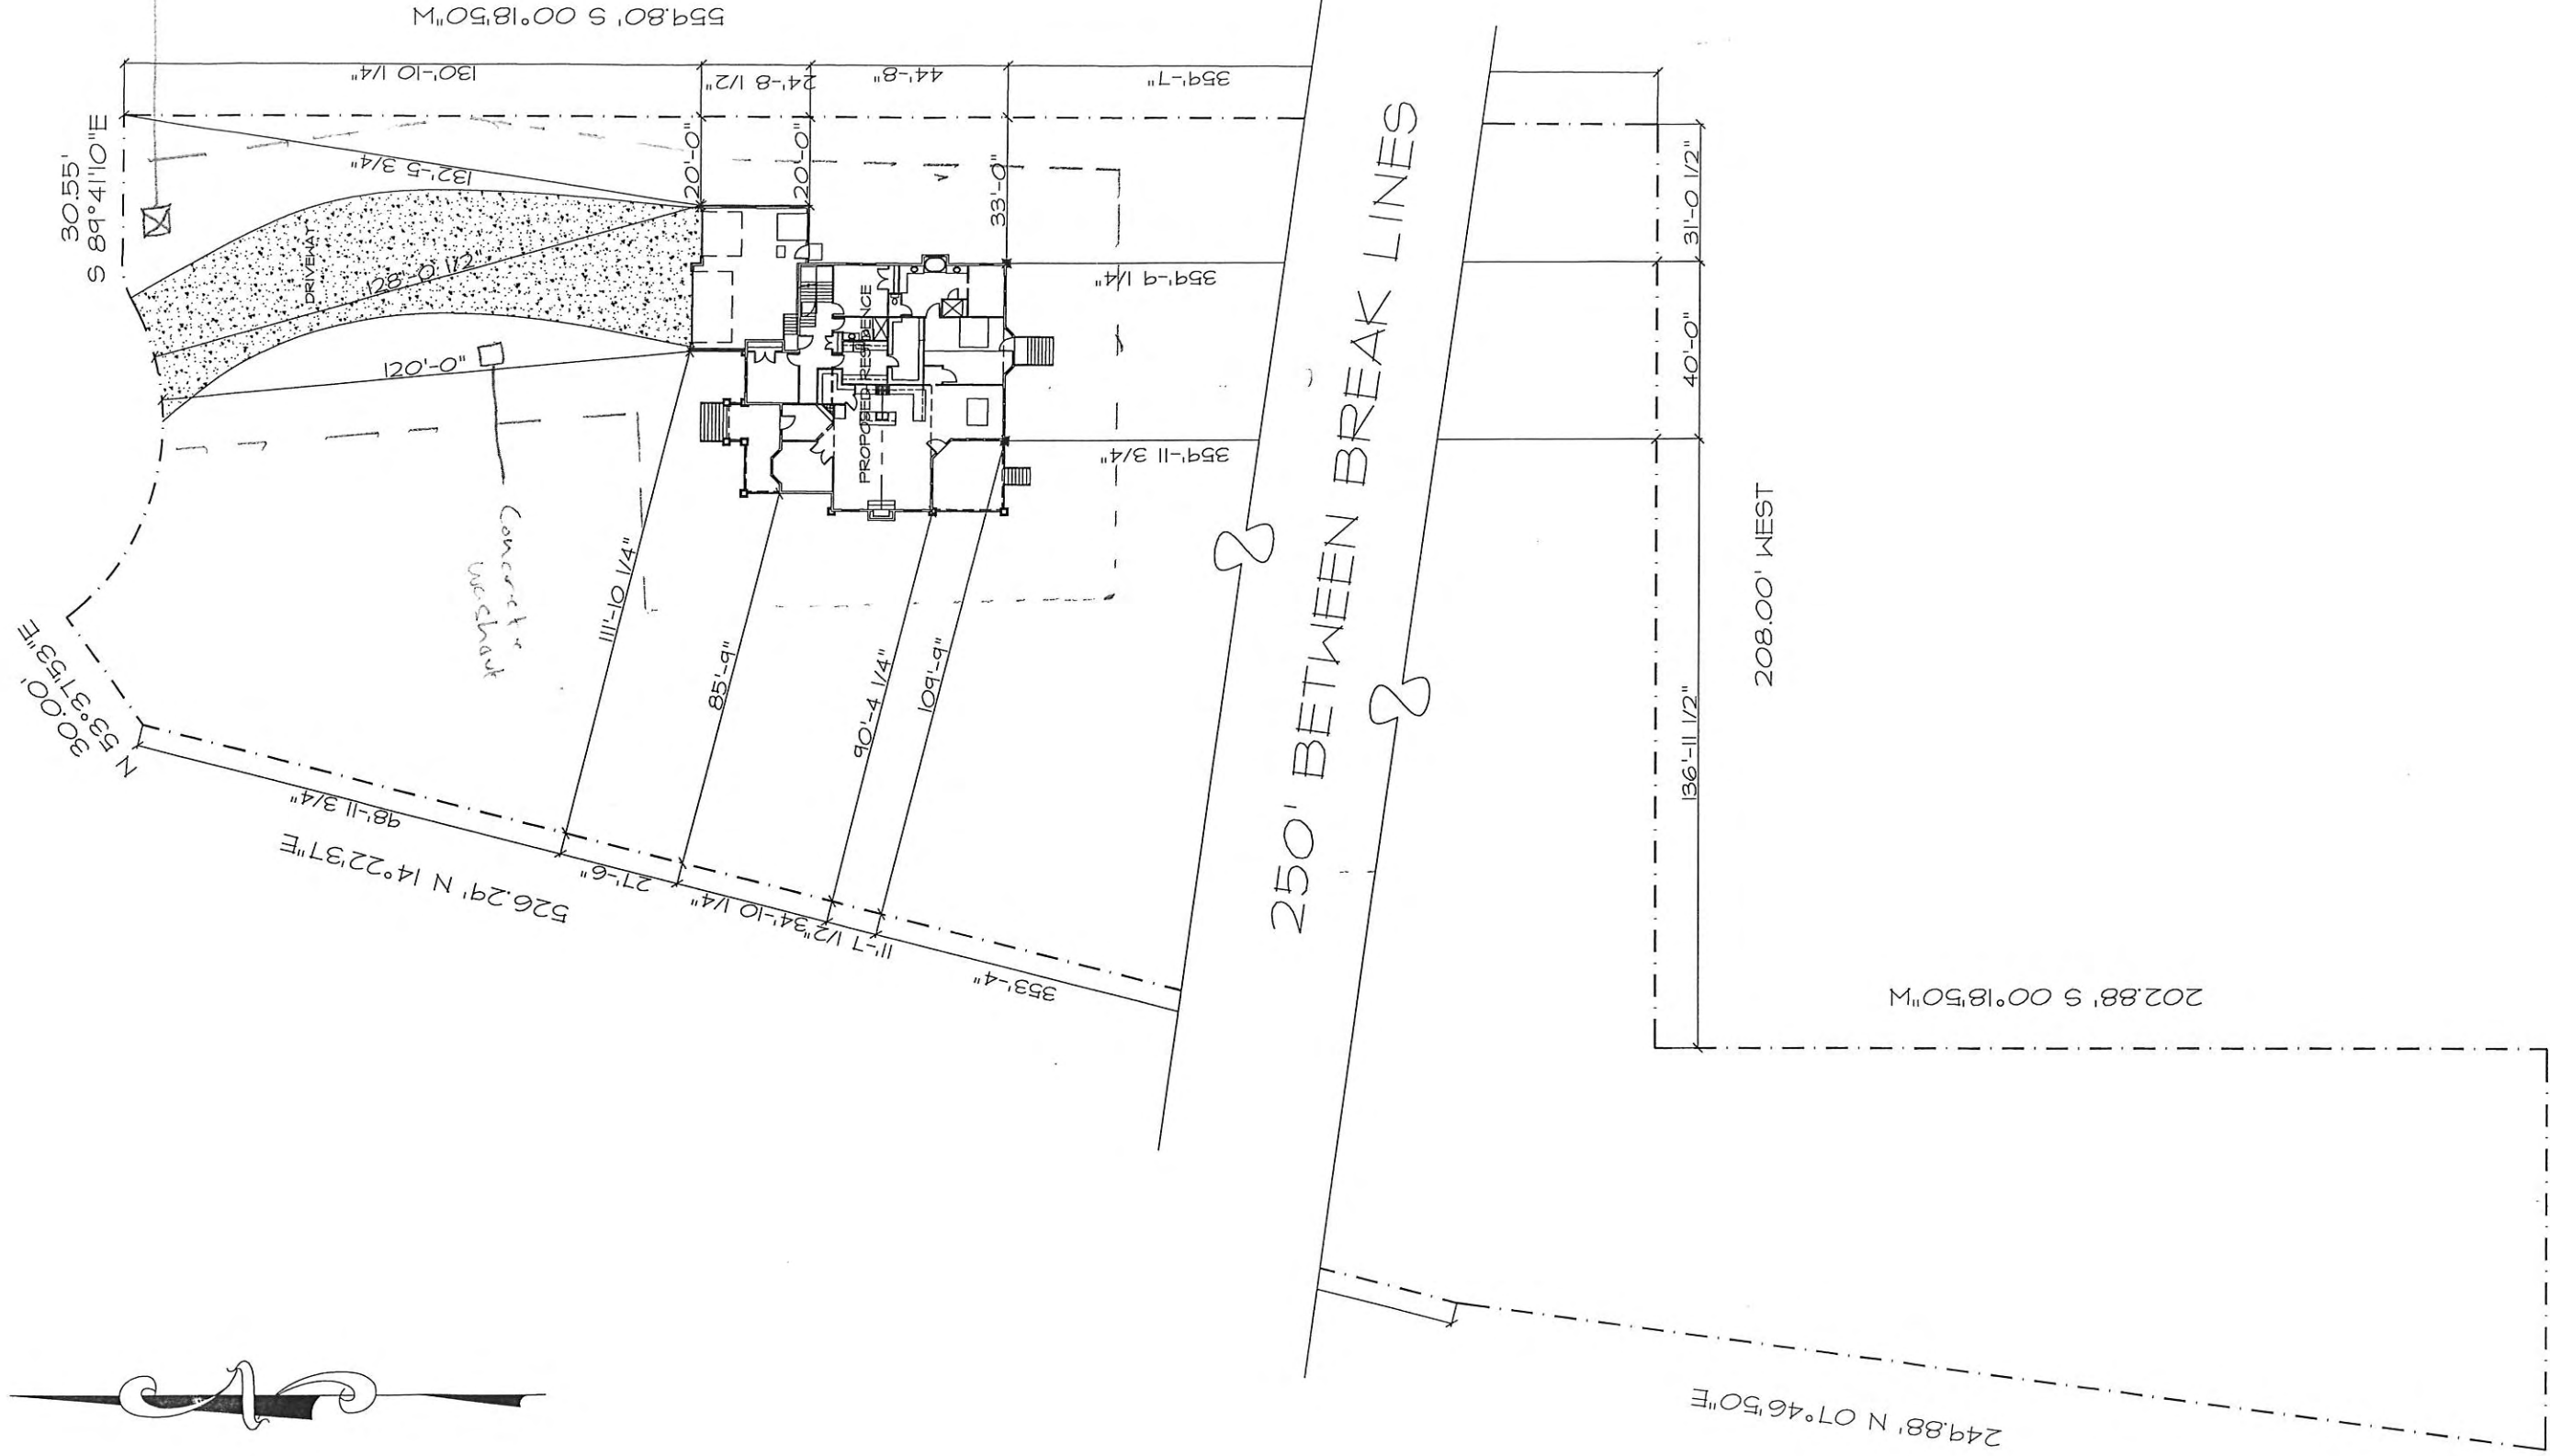 559.80' S 00°18'50"W
130'-10 1/4"
24'-8 1/2"
44'-8"
359'-7"
30.55'
S 89°41'10"E
132'-5 3/4"
20'-0"
20'-0"
33'-0"
DRIVEWAY
128'-0 1/2"
120'-0"
PROPOSED RESIDENCE
359'-9 1/4"
359'-11 3/4"
31'-0 1/2"
40'-0"
136'-11 1/2"
208.00' WEST
250' BETWEEN BREAK LINES
Concrete
washout
111'-10 1/4"
85'-9"
90'-4 1/4"
109'-9"
30.00'
N 53°37'53"E
98'-11 3/4"
27'-6"
34'-10 1/4"
11'-7 1/2"
353'-4"
526.29' N 14°22'37"E
202.88' S 00°18'50"W
249.88' N 07°46'50"E
N